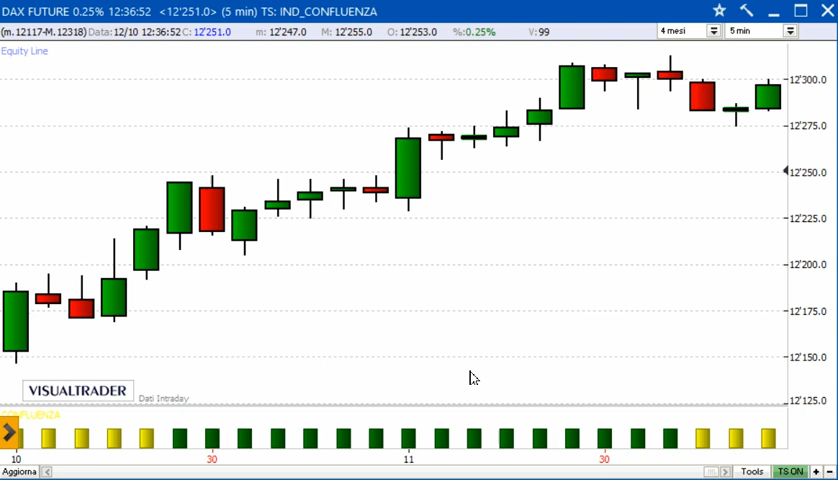 DAX FUTURE 0.25% 12:36:52 <12'251.0> (5 min) TS: IND_CONFLUENZA
(m.12117-M.12318) Data:12/10 12:36:52 C: 12'251.0 m: 12'247.0 M: 12'255.0 O: 12'253.0 %:0.25% V:99 4 mesi 5 min
Equity Line
12'300.0
12'275.0
12'250.0
12'225.0
12'200.0
12'175.0
12'150.0
12'125.0
VISUALTRADER
Dati Intraday
10 30 11 30
Aggiorna Tools TS ON